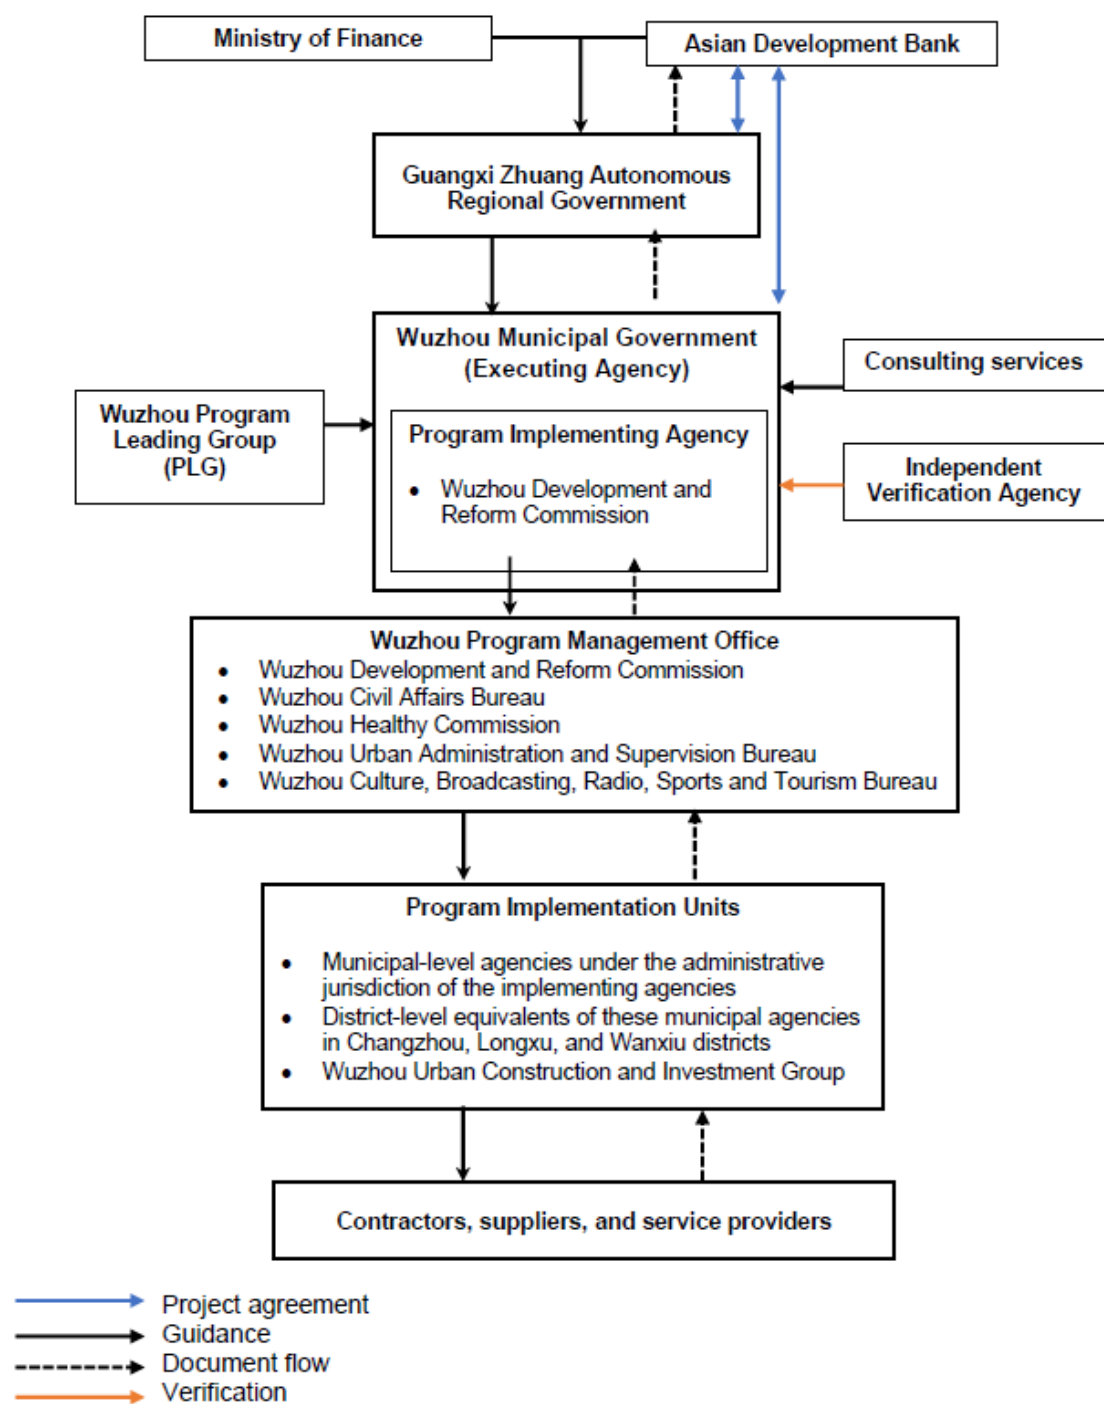 Ministry of Finance
Asian Development Bank
Guangxi Zhuang Autonomous
Regional Government
Wuzhou Municipal Government
(Executing Agency)
Consulting services
Wuzhou Program
Leading Group
(PLG)
Program Implementing Agency
• Wuzhou Development and
Reform Commission
Independent
Verification Agency
Wuzhou Program Management Office
• Wuzhou Development and Reform Commission
• Wuzhou Civil Affairs Bureau
• Wuzhou Healthy Commission
• Wuzhou Urban Administration and Supervision Bureau
• Wuzhou Culture, Broadcasting, Radio, Sports and Tourism Bureau
Program Implementation Units
• Municipal-level agencies under the administrative
jurisdiction of the implementing agencies
• District-level equivalents of these municipal agencies
in Changzhou, Longxu, and Wanxiu districts
• Wuzhou Urban Construction and Investment Group
Contractors, suppliers, and service providers
Project agreement
Guidance
Document flow
Verification